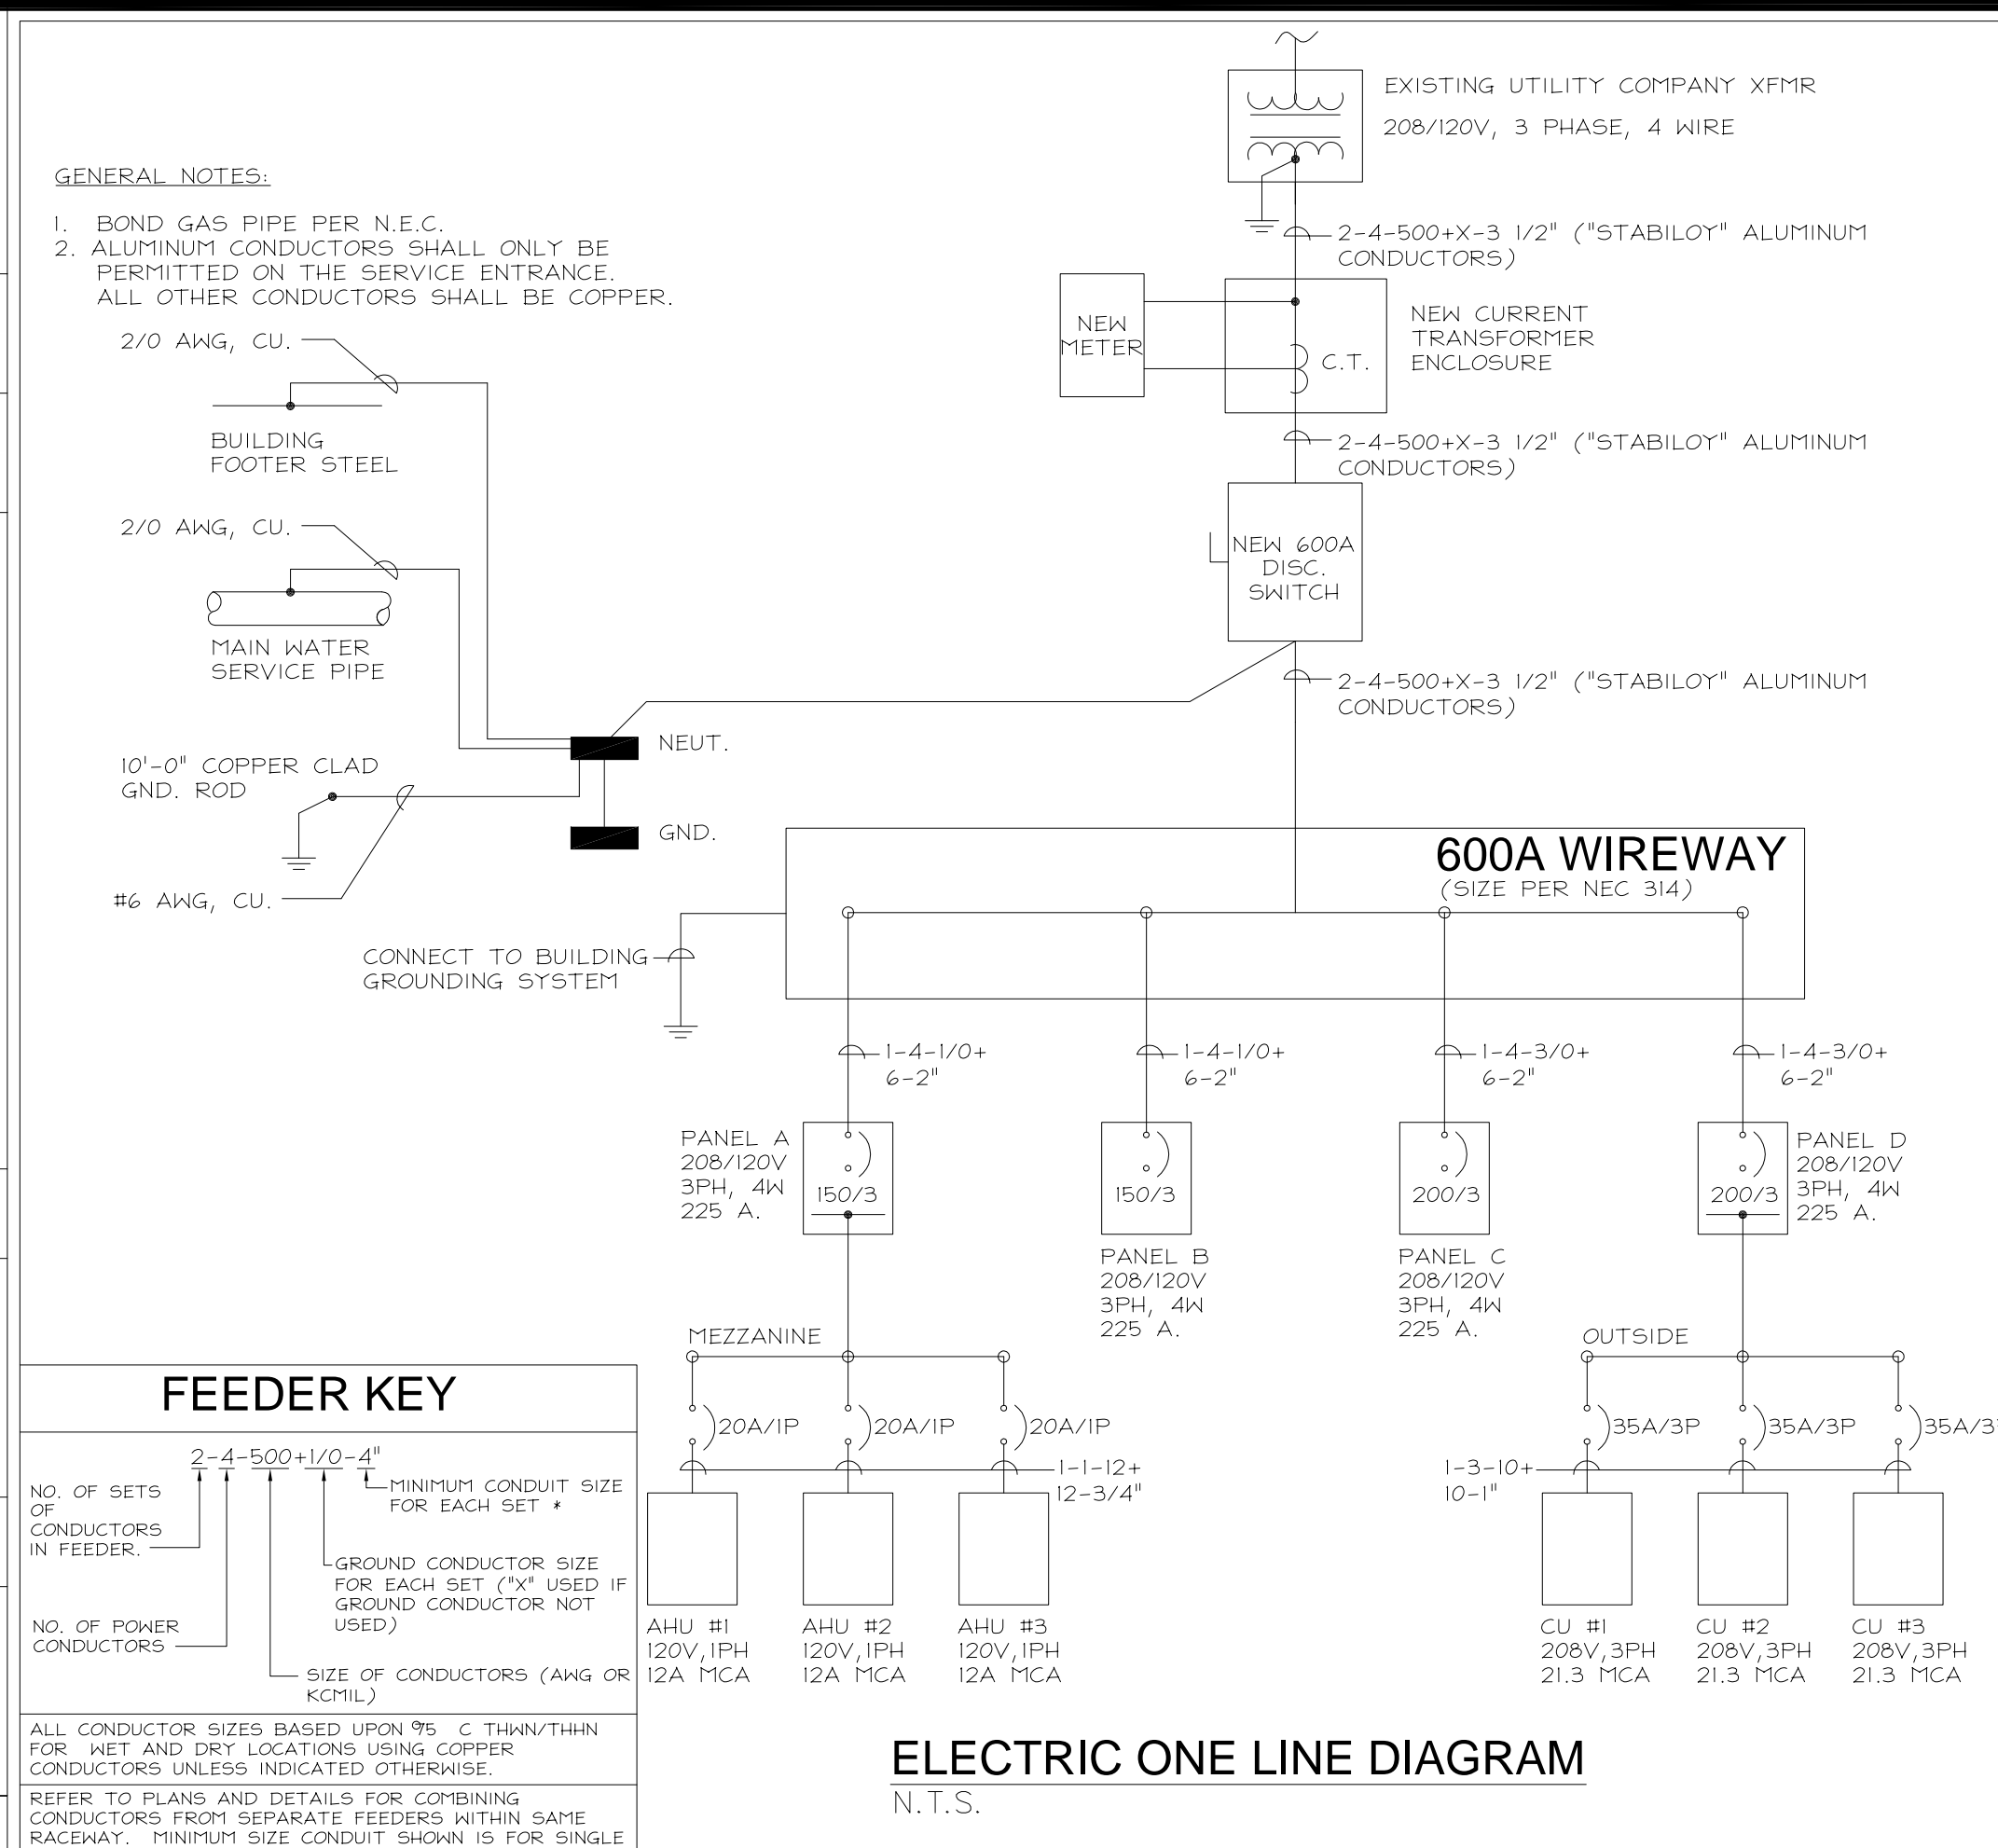 EXISTING UTILITY COMPANY XFMR
208/120V, 3 PHASE, 4 WIRE
GENERAL NOTES:
1. BOND GAS PIPE PER N.E.C.
2. ALUMINUM CONDUCTORS SHALL ONLY BE
PERMITTED ON THE SERVICE ENTRANCE.
ALL OTHER CONDUCTORS SHALL BE COPPER.
2-4-500+X-3 1/2" ("STABILOY" ALUMINUM
CONDUCTORS)
NEW
METER
C.T.
NEW CURRENT
TRANSFORMER
ENCLOSURE
2/0 AWG, CU.
BUILDING
FOOTER STEEL
2-4-500+X-3 1/2" ("STABILOY" ALUMINUM
CONDUCTORS)
2/0 AWG, CU.
MAIN WATER
SERVICE PIPE
NEW 600A
DISC.
SWITCH
2-4-500+X-3 1/2" ("STABILOY" ALUMINUM
CONDUCTORS)
NEUT.
10'-0" COPPER CLAD
GND. ROD
GND.
#6 AWG, CU.
600A WIREWAY
(SIZE PER NEC 314)
CONNECT TO BUILDING
GROUNDING SYSTEM
1-4-1/0+
6-2"
1-4-1/0+
6-2"
1-4-3/0+
6-2"
1-4-3/0+
6-2"
PANEL A
208/120V
3PH, 4W
225 A.
150/3
150/3
PANEL B
208/120V
3PH, 4W
225 A.
200/3
PANEL C
208/120V
3PH, 4W
225 A.
200/3
PANEL D
208/120V
3PH, 4W
225 A.
MEZZANINE
20A/1P
20A/1P
20A/1P
1-1-12+
12-3/4"
AHU #1
120V,1PH
12A MCA
AHU #2
120V,1PH
12A MCA
AHU #3
120V,1PH
12A MCA
OUTSIDE
35A/3P
35A/3P
35A/3
1-3-10+
10-1"
CU #1
208V,3PH
21.3 MCA
CU #2
208V,3PH
21.3 MCA
CU #3
208V,3PH
21.3 MCA
FEEDER KEY
2-4-500+1/0-4"
NO. OF SETS
OF
CONDUCTORS
IN FEEDER.
MINIMUM CONDUIT SIZE
FOR EACH SET *
GROUND CONDUCTOR SIZE
FOR EACH SET ("X" USED IF
GROUND CONDUCTOR NOT
USED)
NO. OF POWER
CONDUCTORS
SIZE OF CONDUCTORS (AWG OR
KCMIL)
ALL CONDUCTOR SIZES BASED UPON °75 C THWN/THHN
FOR WET AND DRY LOCATIONS USING COPPER
CONDUCTORS UNLESS INDICATED OTHERWISE.
REFER TO PLANS AND DETAILS FOR COMBINING
CONDUCTORS FROM SEPARATE FEEDERS WITHIN SAME
RACEWAY. MINIMUM SIZE CONDUIT SHOWN IS FOR SINGLE
ELECTRIC ONE LINE DIAGRAM
N.T.S.